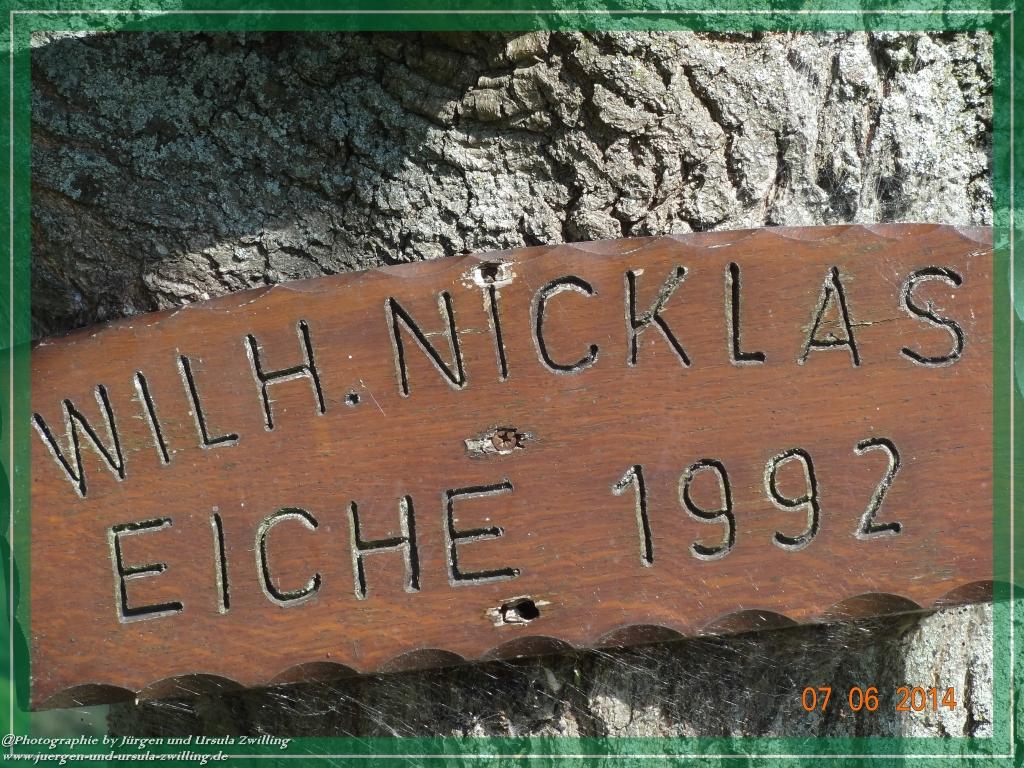 WILH. NICKLAS
EICHE 1992
07 06 2014
@Photographie by Jürgen und Ursula Zwilling
www.juergen-und-ursula-zwilling.de